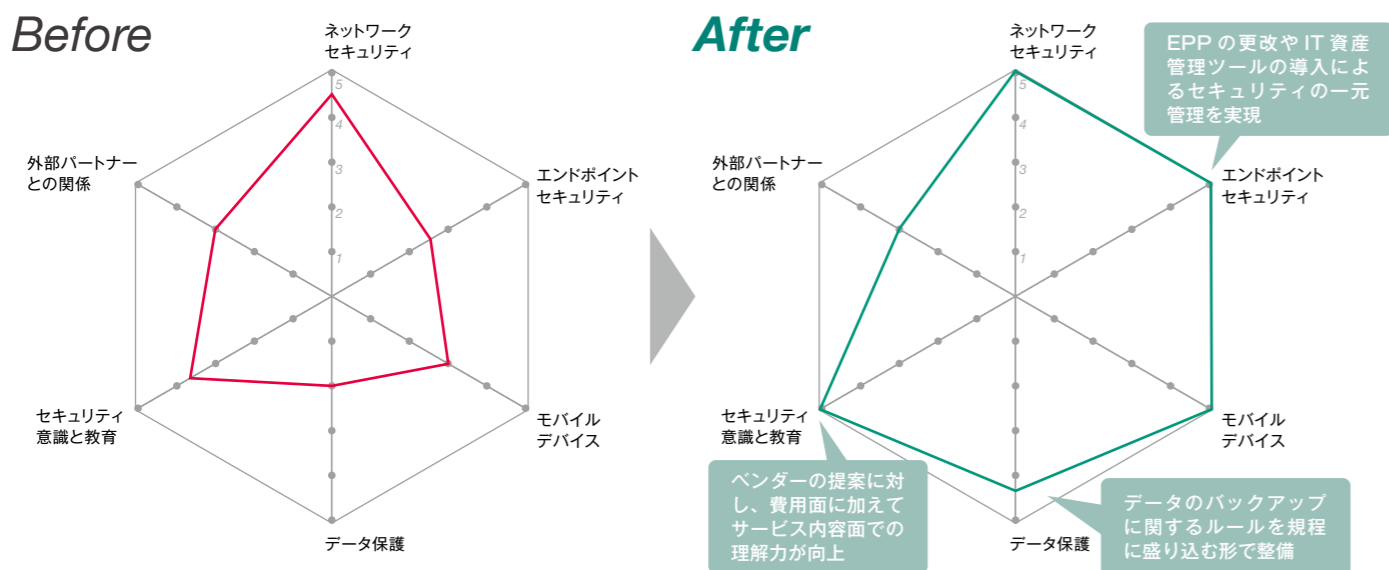 Before
ネットワーク
セキュリティ
5
4
3
2
1
エンドポイント
セキュリティ
モバイル
デバイス
データ保護
セキュリティ
意識と教育
外部パートナー
との関係
After
ネットワーク
セキュリティ
5
4
3
2
1
EPP の更改や IT 資産
管理ツールの導入によ
るセキュリティの一元
管理を実現
エンドポイント
セキュリティ
モバイル
デバイス
データのバックアップ
に関するルールを規程
に盛り込む形で整備
データ保護
セキュリティ
意識と教育
ベンダーの提案に対
し、費用面に加えて
サービス内容面での
理解力が向上
外部パートナー
との関係